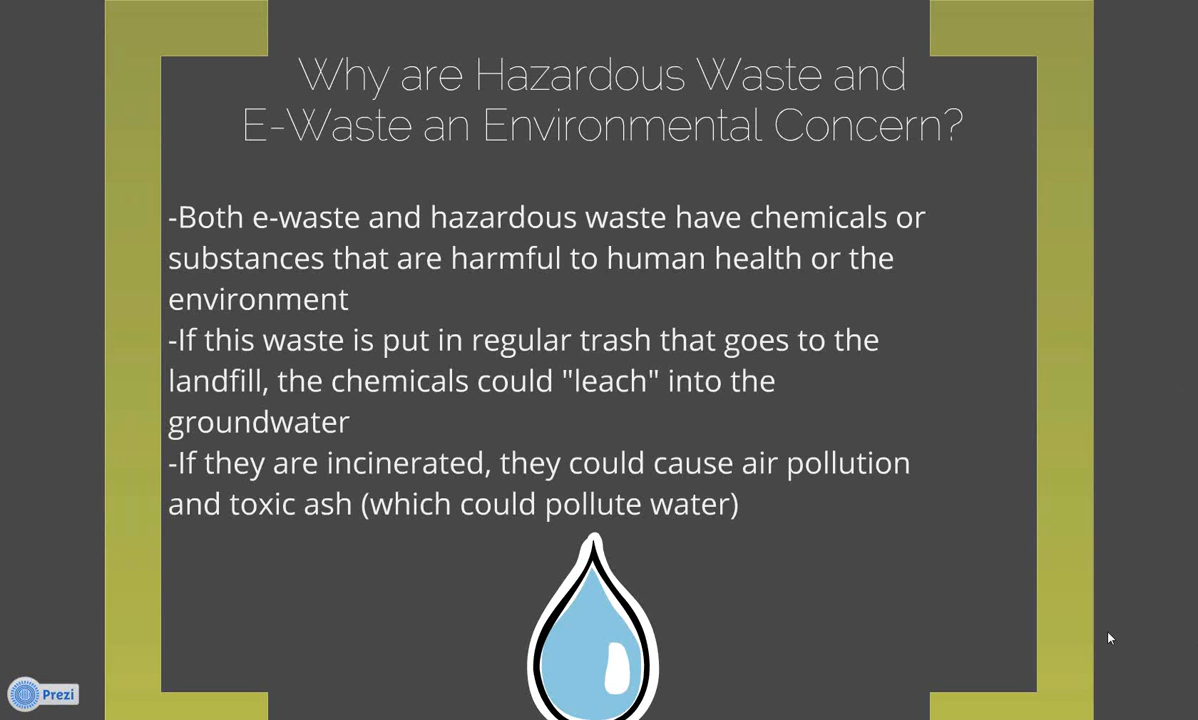 Why are Hazardous Waste and
E-Waste an Environmental Concern?
-Both e-waste and hazardous waste have chemicals or
substances that are harmful to human health or the
environment
-If this waste is put in regular trash that goes to the
landfill, the chemicals could "leach" into the
groundwater
-If they are incinerated, they could cause air pollution
and toxic ash (which could pollute water)
Prezi